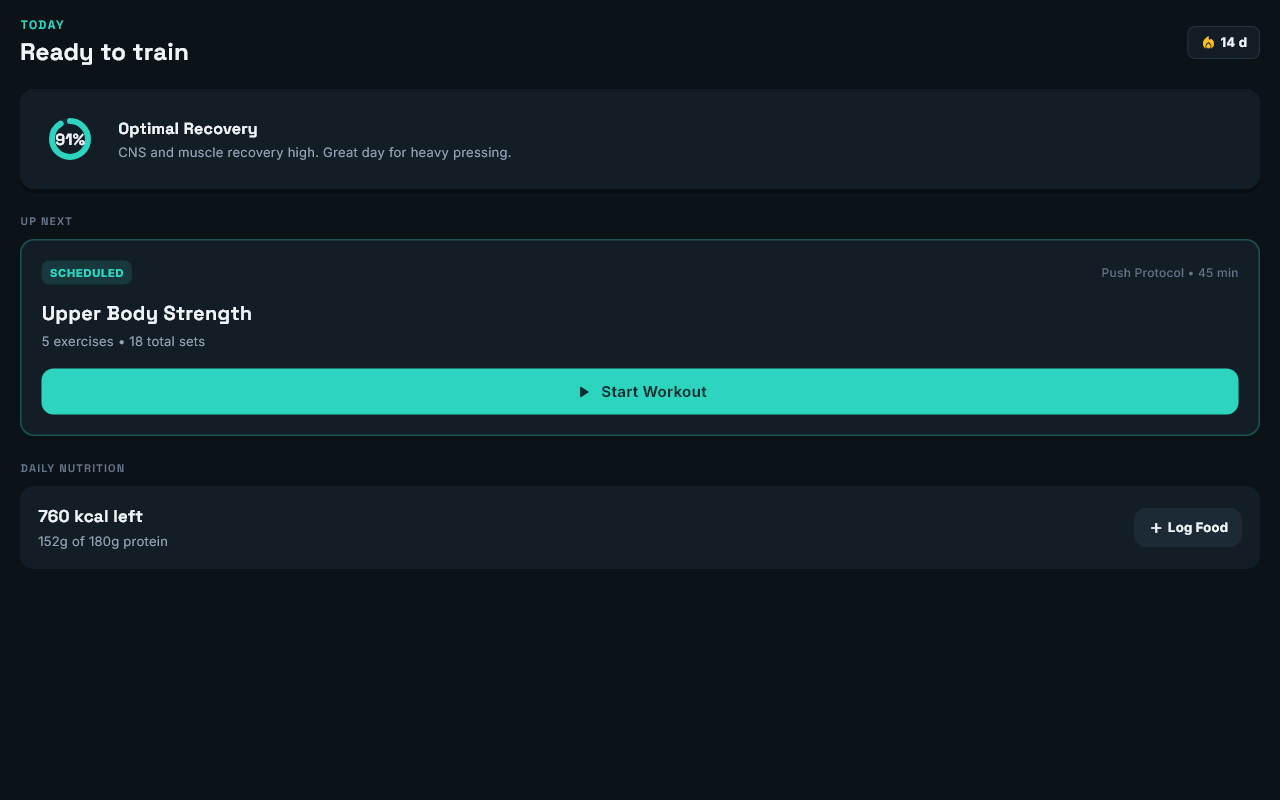 TODAY
Ready to train
14 d
91%
Optimal Recovery
CNS and muscle recovery high. Great day for heavy pressing.
UP NEXT
SCHEDULED
Push Protocol • 45 min
Upper Body Strength
5 exercises • 18 total sets
Start Workout
DAILY NUTRITION
760 kcal left
152g of 180g protein
+ Log Food